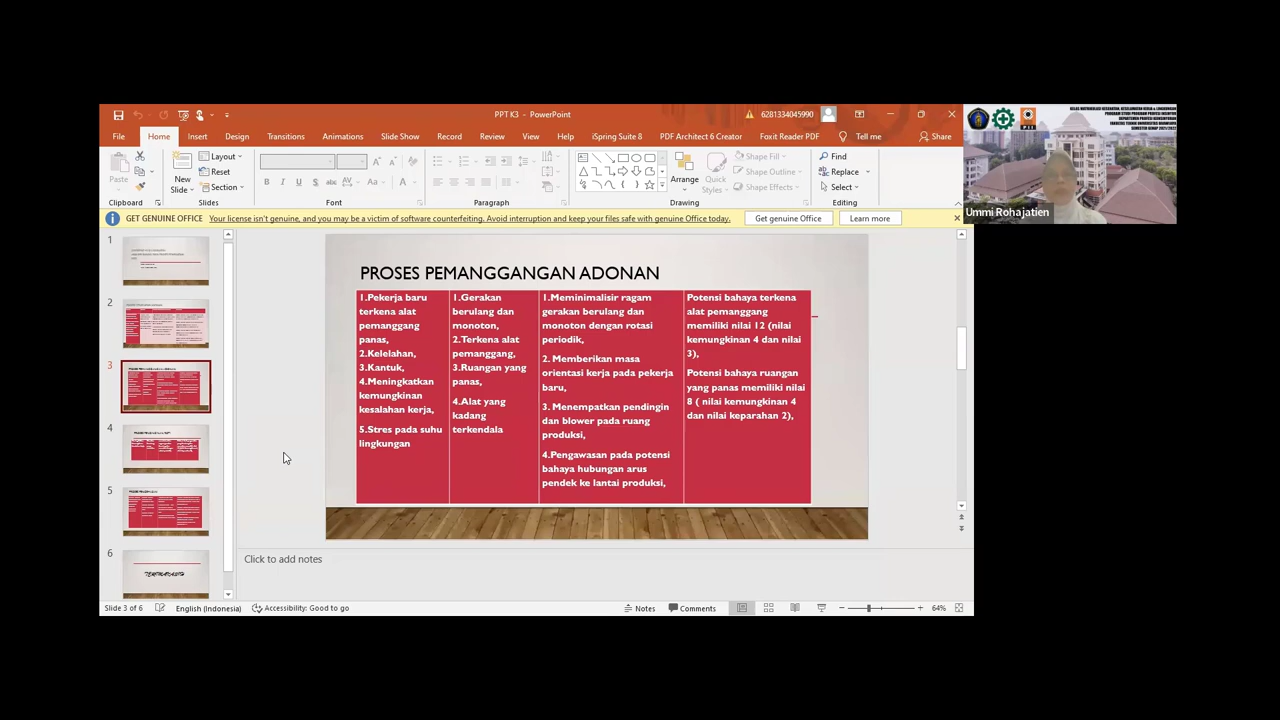 PPT K3 - PowerPoint
6281334045990
File Home Insert Design Transitions Animations Slide Show Record Review View Help iSpring Suite 8 PDF Architect 6 Creator Foxit Reader PDF Tell me Share
Paste
New
Slide
Layout
Reset
Section
Arrange
Quick
Styles
Shape Fill
Shape Outline
Shape Effects
Find
Replace
Select
Clipboard Slides Font Paragraph Drawing Editing
GET GENUINE OFFICE Your license isn't genuine, and you may be a victim of software counterfeiting. Avoid interruption and keep your files safe with genuine Office today. Get genuine Office Learn more
Ummi Rohajatien
1
2
3
4
5
6
TERIMA KASIH
PROSES PEMANGGANGAN ADONAN
1.Pekerja baru
terkena alat
pemanggang
panas,
2.Kelelahan,
3.Kantuk,
4.Meningkatkan
kemungkinan
kesalahan kerja,
5.Stres pada suhu
lingkungan
1.Gerakan
berulang dan
monoton,
2.Terkena alat
pemanggang,
3.Ruangan yang
panas,
4.Alat yang
kadang
terkendala
1.Meminimalisir ragam
gerakan berulang dan
monoton dengan rotasi
periodik,
2. Memberikan masa
orientasi kerja pada pekerja
baru,
3. Menempatkan pendingin
dan blower pada ruang
produksi,
4.Pengawasan pada potensi
bahaya hubungan arus
pendek ke lantai produksi,
Potensi bahaya terkena
alat pemanggang
memiliki nilai 12 (nilai
kemungkinan 4 dan nilai
3),
Potensi bahaya ruangan
yang panas memiliki nilai
8 ( nilai kemungkinan 4
dan nilai keparahan 2),
Click to add notes
Slide 3 of 6 English (Indonesia) Accessibility: Good to go Notes Comments 64%